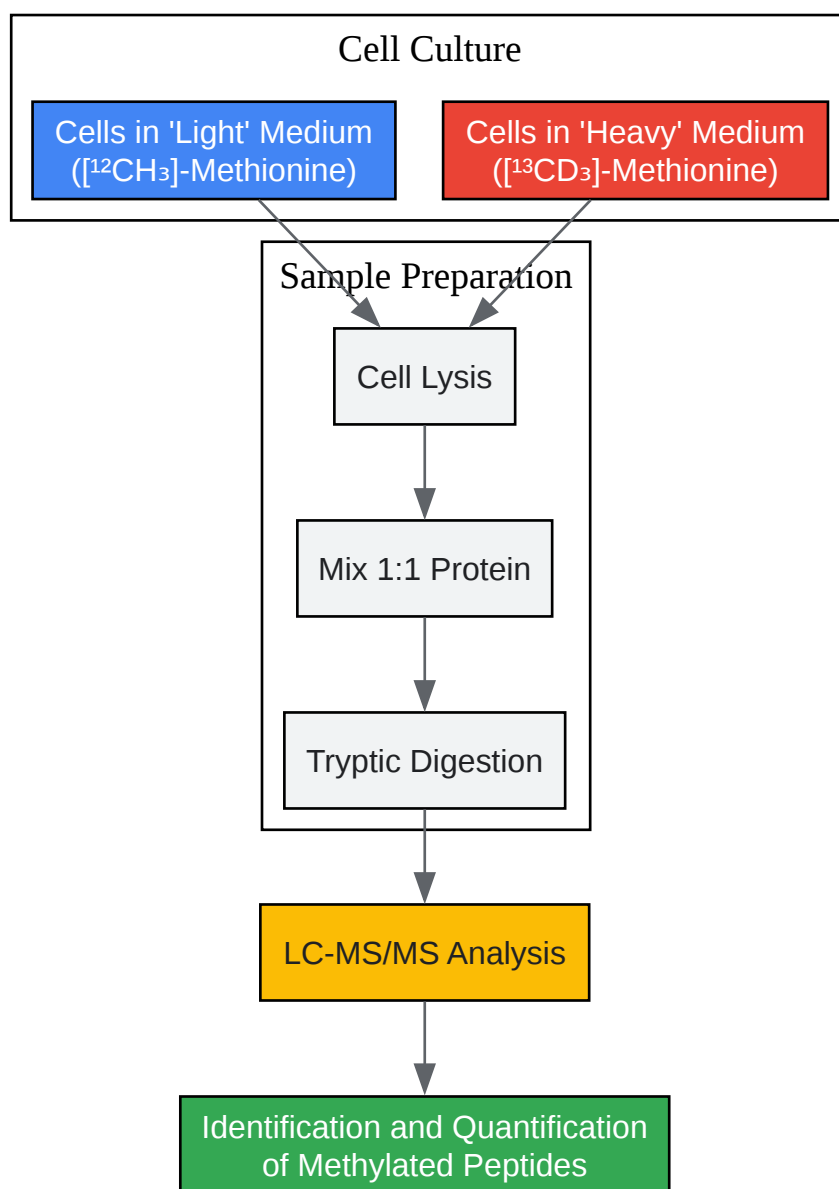 Cell Culture
Cells in 'Light' Medium
([¹²CH₃]-Methionine)
Cells in 'Heavy' Medium
([¹³CD₃]-Methionine)
Sample Preparation
Cell Lysis
Mix 1:1 Protein
Tryptic Digestion
LC-MS/MS Analysis
Identification and Quantification
of Methylated Peptides